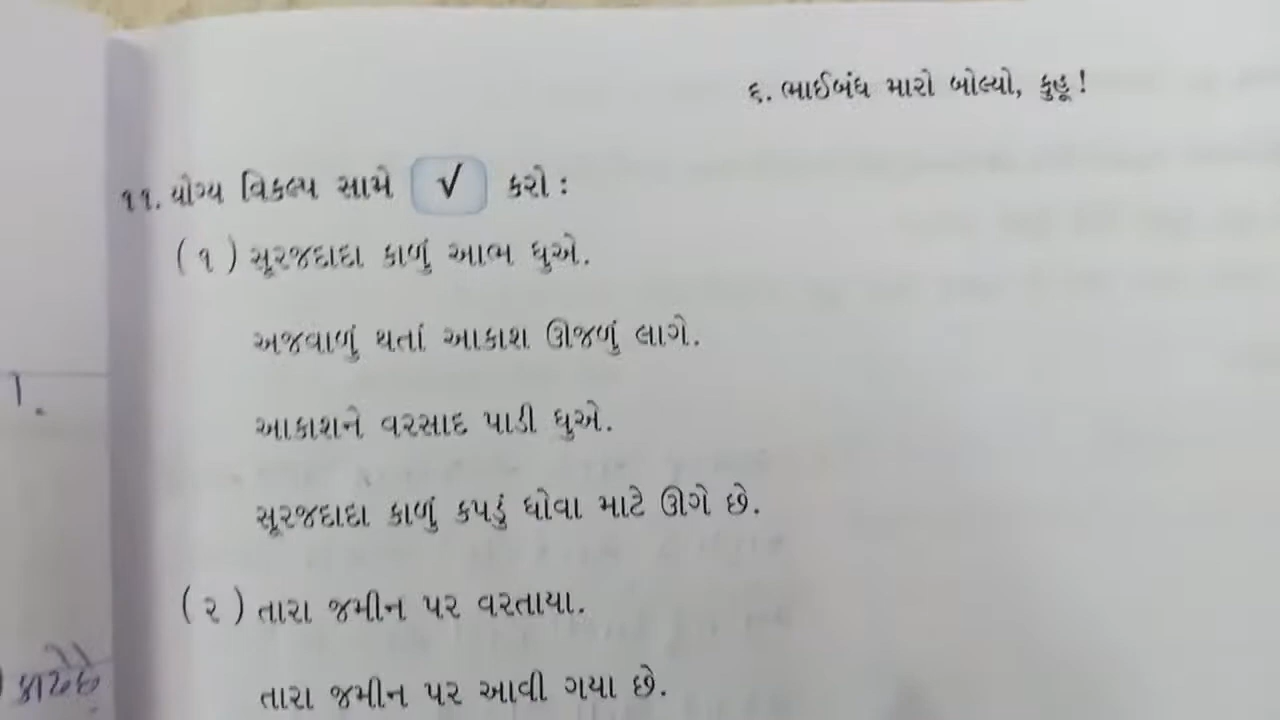 ૬. ભાઈબંધ મારો બોલ્યો, કુહૂ !
૧૧. યોગ્ય વિકલ્પ સામે √ કરો :
( ૧ ) સૂરજદાદા કાળું આભ ધુએ.
અજવાળું થતાં આકાશ ઊજળું લાગે.
આકાશને વરસાદ પાડી ધુએ.
સૂરજદાદા કાળું કપડું ધોવા માટે ઊગે છે.
( ૨ ) તારા જમીન પર વરતાયા.
તારા જમીન પર આવી ગયા છે.
1.